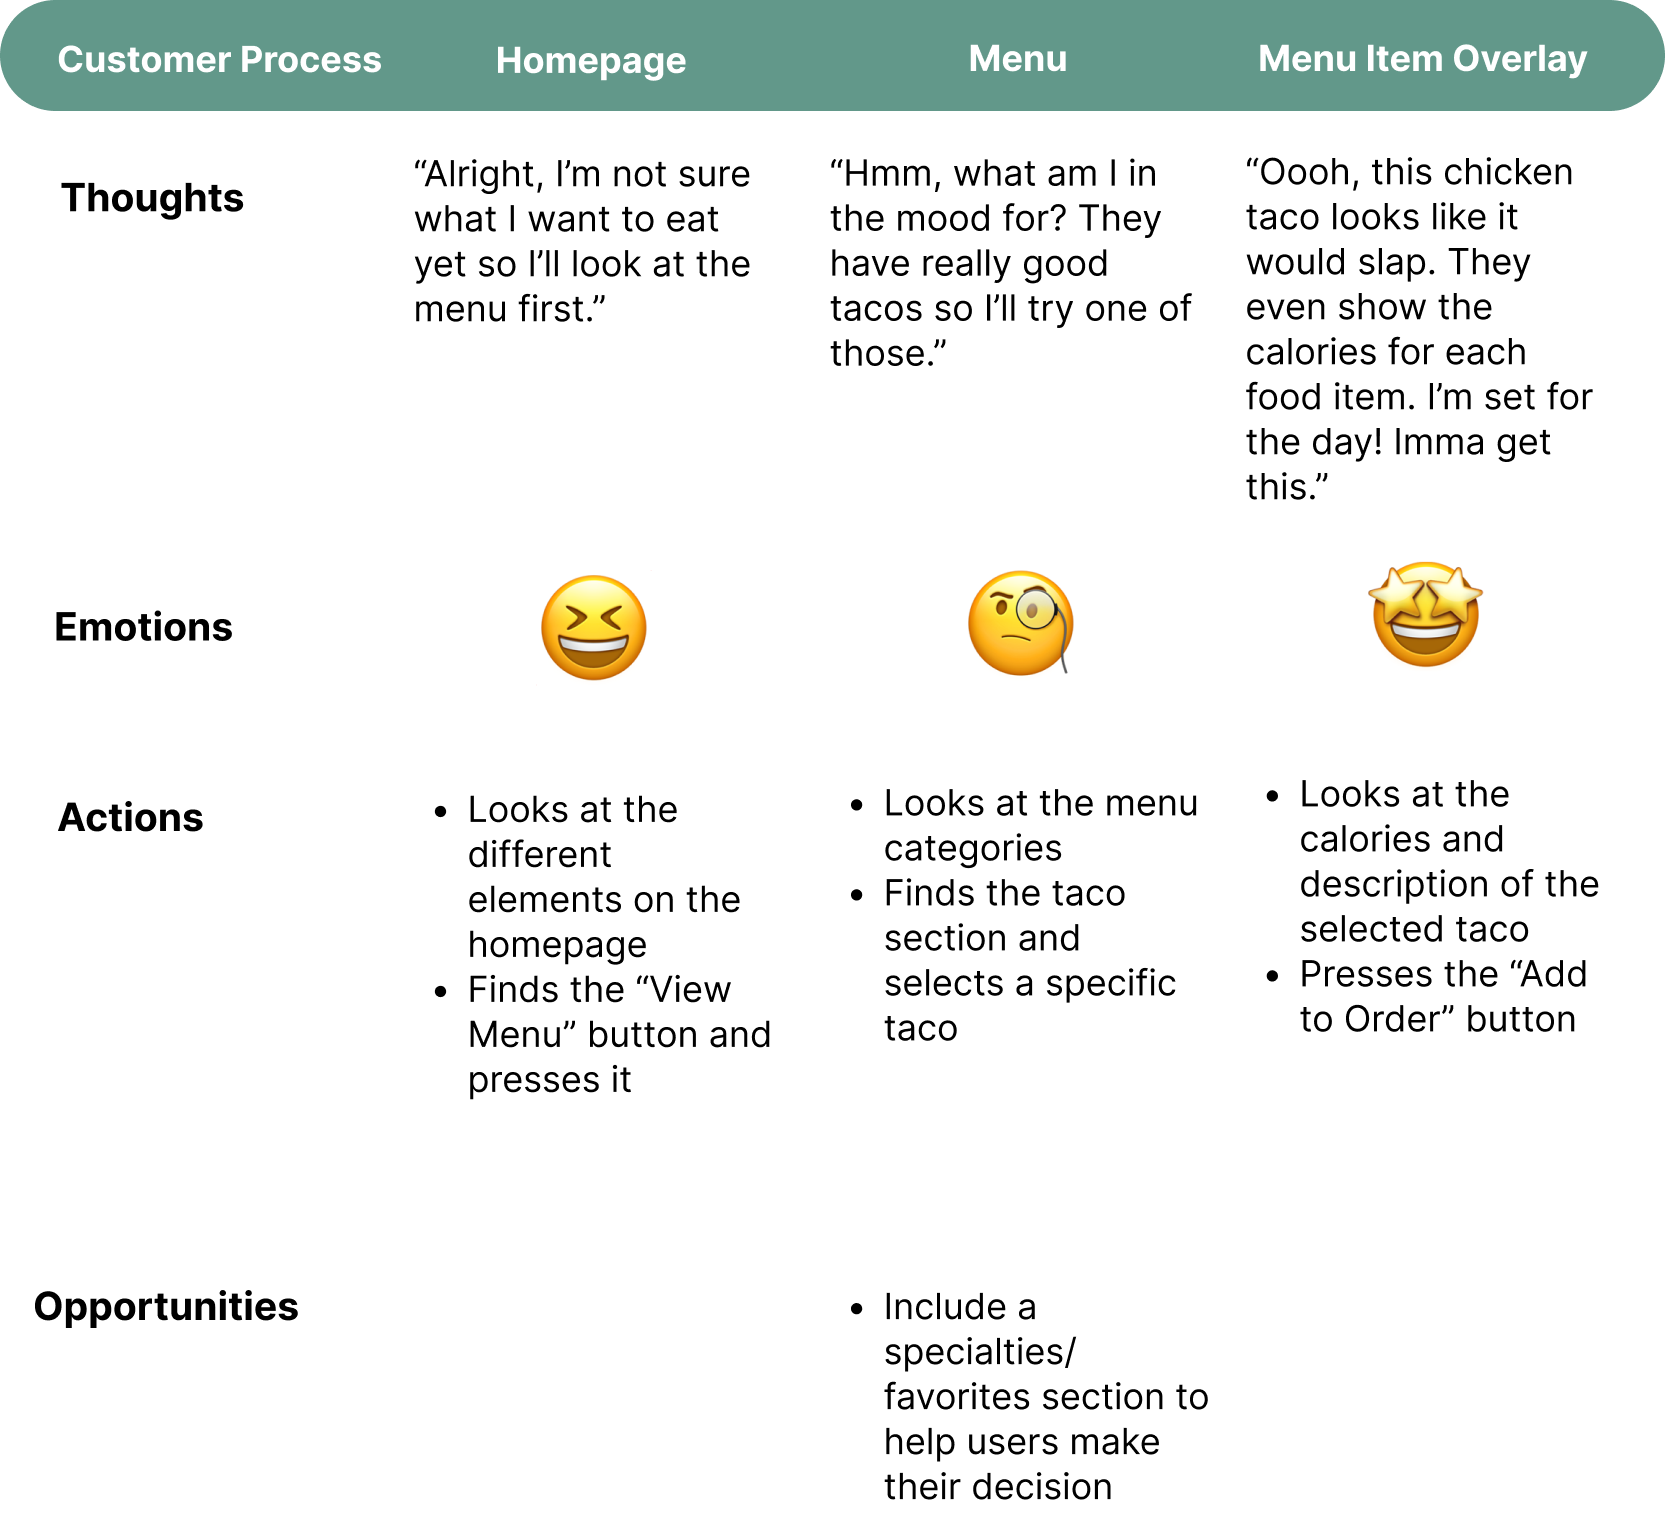 Customer Process
Homepage
Menu
Menu Item Overlay
Thoughts
“Alright, I’m not sure
what I want to eat
yet so I’ll look at the
menu first.”
“Hmm, what am I in
the mood for? They
have really good
tacos so I’ll try one of
those.”
“Oooh, this chicken
taco looks like it
would slap. They
even show the
calories for each
food item. I’m set for
the day! Imma get
this.”
Emotions
Actions
• Looks at the
different
elements on the
homepage
• Finds the “View
Menu” button and
presses it
• Looks at the menu
categories
• Finds the taco
section and
selects a specific
taco
• Looks at the
calories and
description of the
selected taco
• Presses the “Add
to Order” button
Opportunities
• Include a
specialties/
favorites section to
help users make
their decision